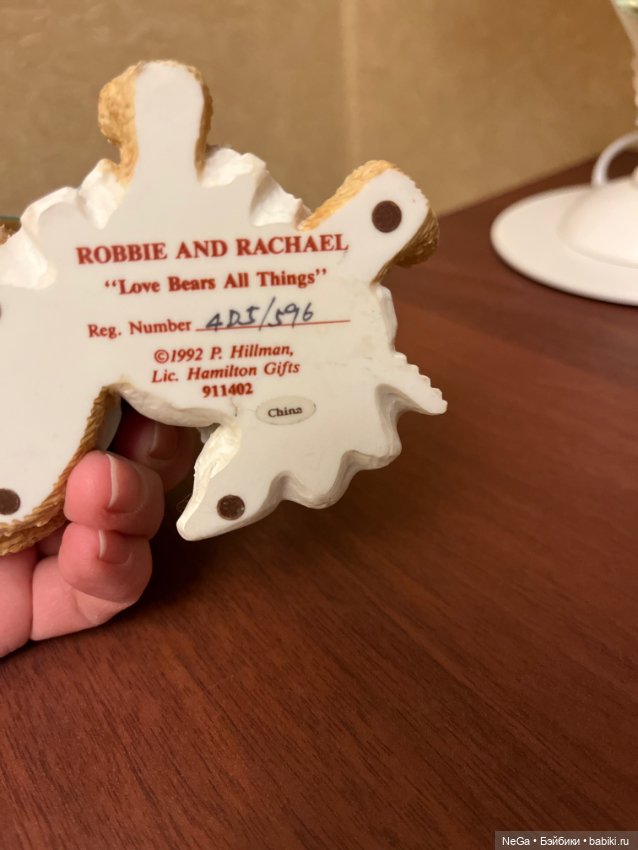 ROBBIE AND RACHAEL
"Love Bears All Things"
Reg. Number 4D5/596
©1992 P. Hillman,
Lic. Hamilton Gifts
911402
China
NeGa • Бэйбики • babiki.ru